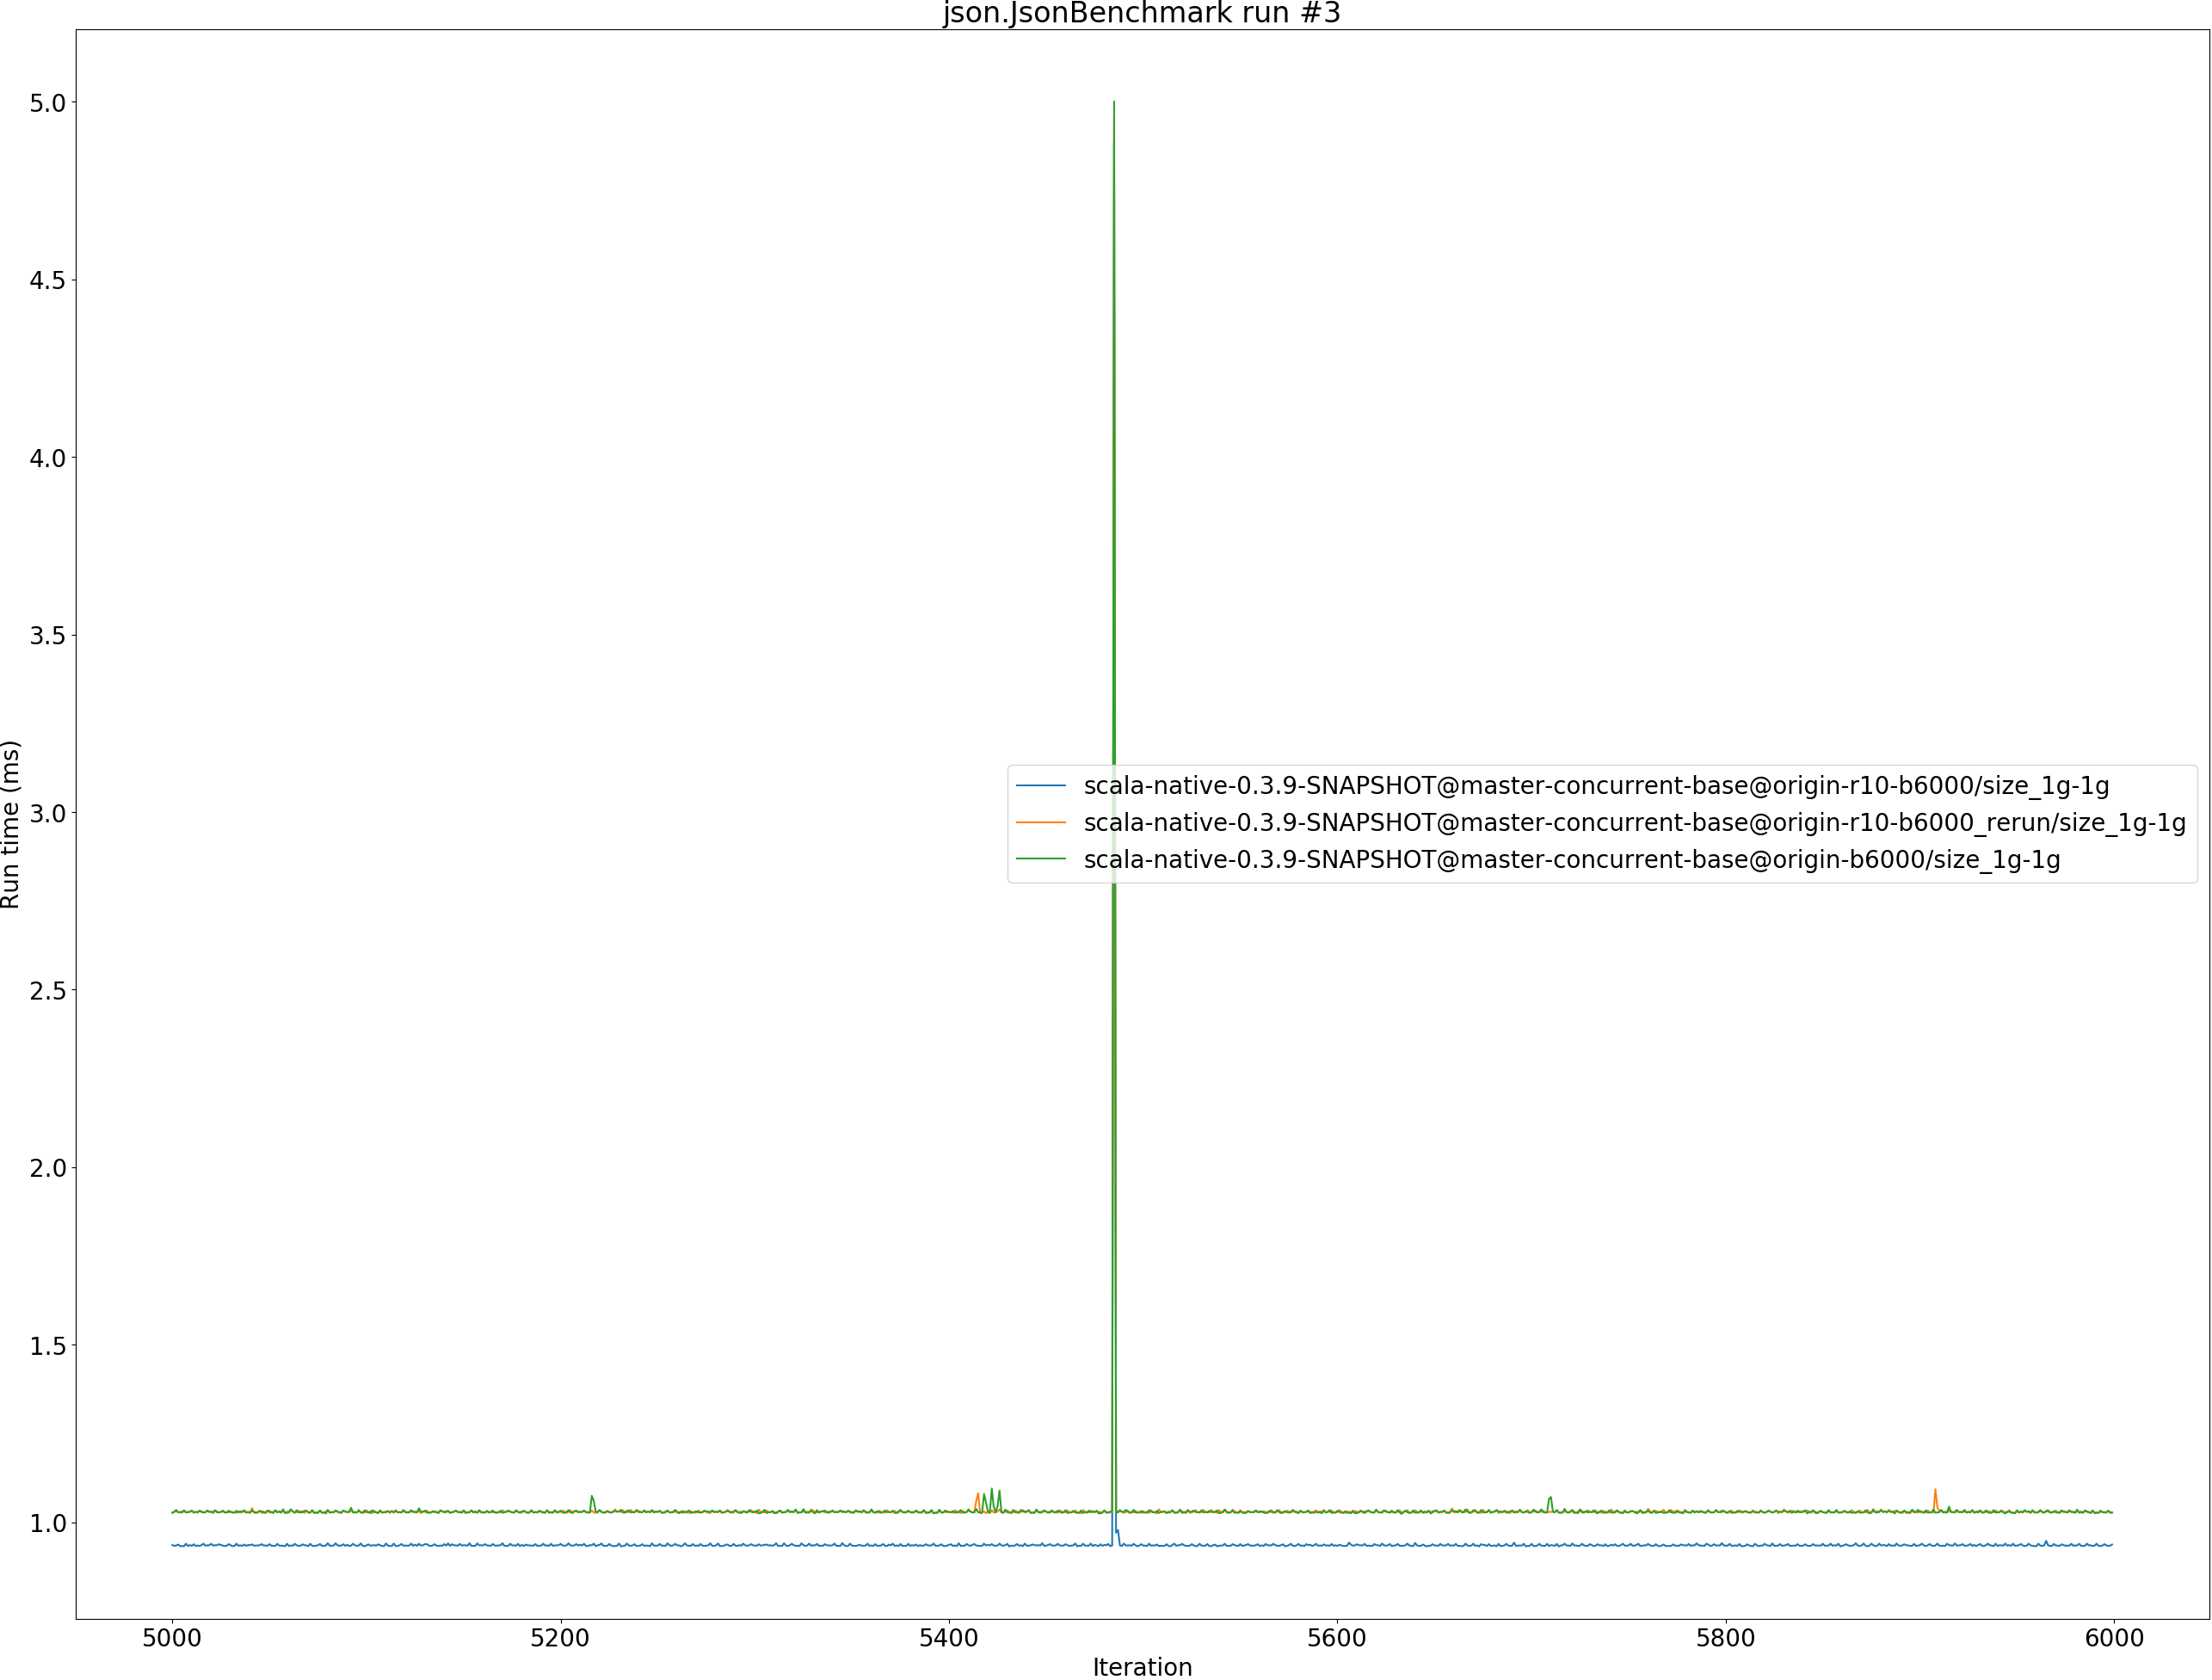 json.JsonBenchmark run #3
5.0
4.5
4.0
3.5
3.0
2.5
2.0
1.5
1.0
Run time (ms)
scala-native-0.3.9-SNAPSHOT@master-concurrent-base@origin-r10-b6000/size_1g-1g
scala-native-0.3.9-SNAPSHOT@master-concurrent-base@origin-r10-b6000_rerun/size_1g-1g
scala-native-0.3.9-SNAPSHOT@master-concurrent-base@origin-b6000/size_1g-1g
5000 5200 5400 5600 5800 6000
Iteration